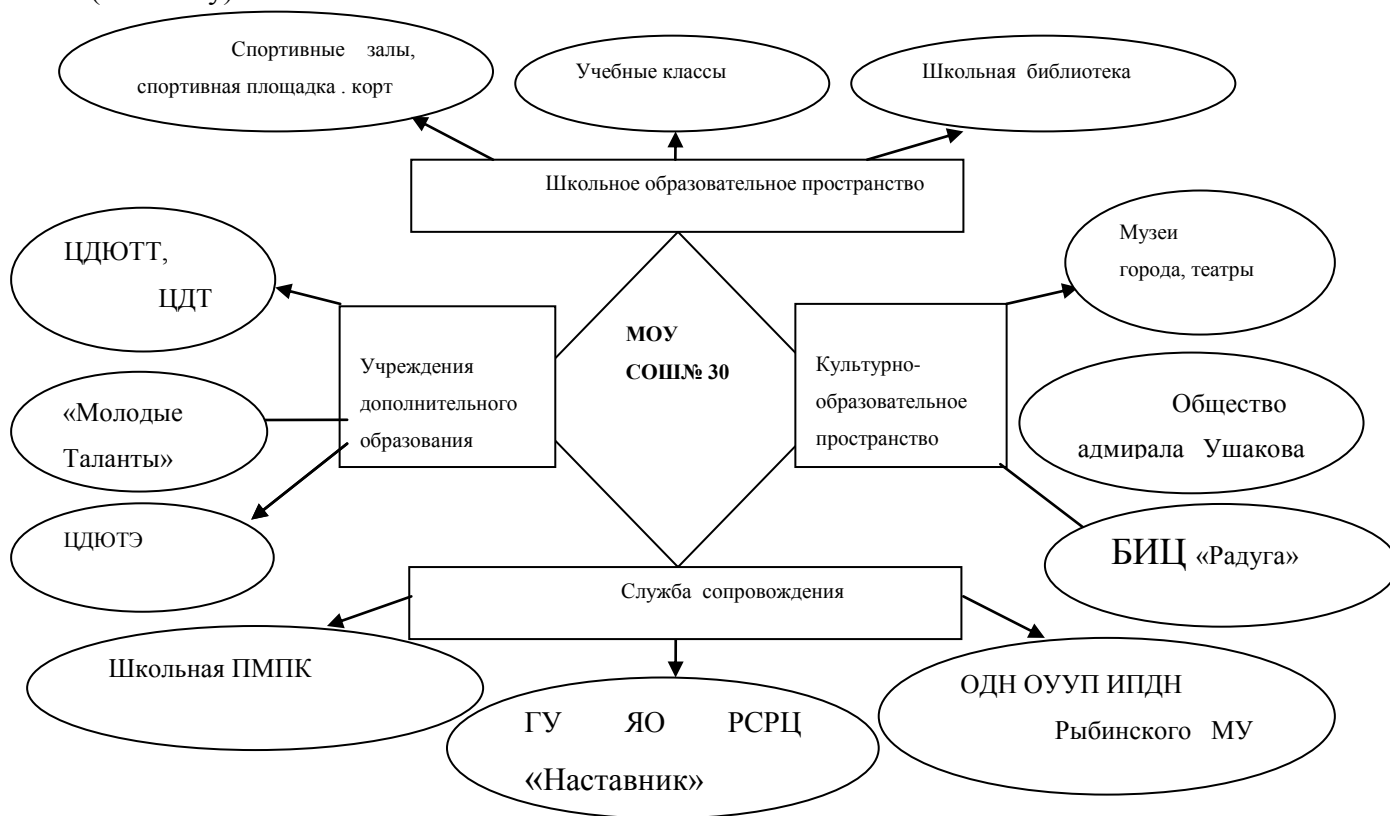 Спортивные залы,
спортивная площадка . корт
Учебные классы
Школьная библиотека
Школьное образовательное пространство
ЦДЮТТ,
ЦДТ
Музеи
города, театры
МОУ
СОШ№ 30
Учреждения
дополнительного
образования
Культурно-
образовательное
пространство
«Молодые
Таланты»
Общество
адмирала Ушакова
ЦДЮТЭ
БИЦ «Радуга»
Служба сопровождения
Школьная ПМПК
ГУ ЯО РСРЦ
«Наставник»
ОДН ОУУП ИПДН
Рыбинского МУ